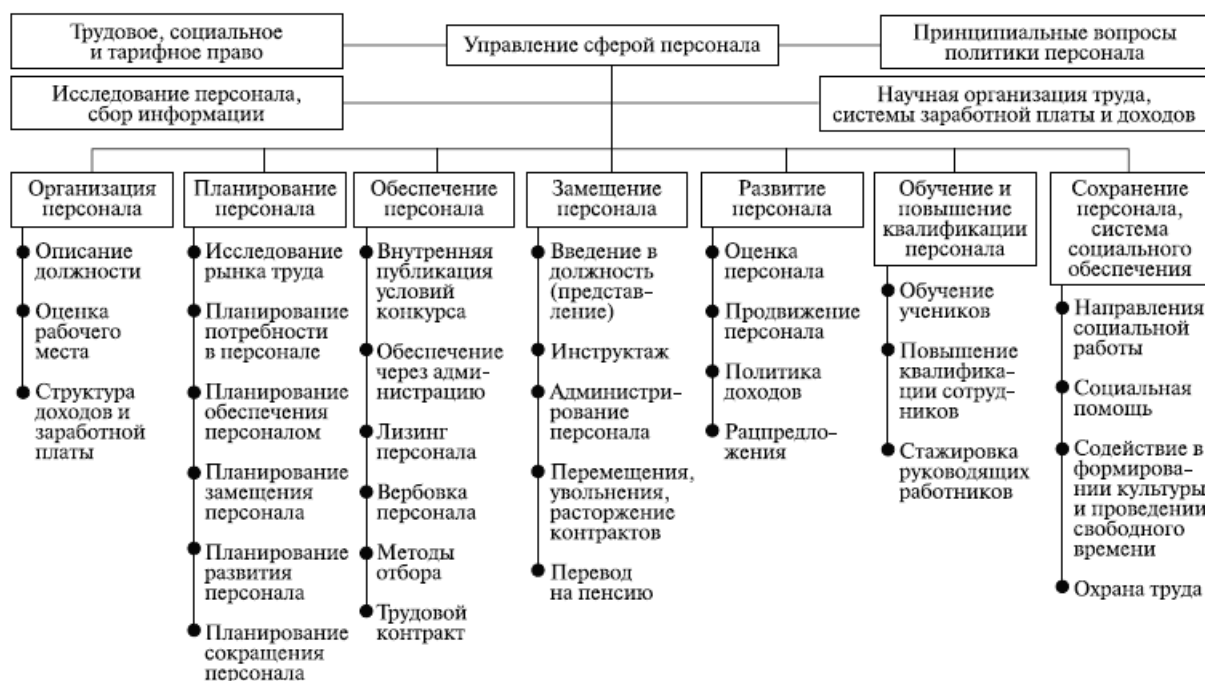 Трудовое, социальное
и тарифное право
Управление сферой персонала
Принципиальные вопросы
политики персонала
Исследование персонала,
сбор информации
Научная организация труда,
системы заработной платы и доходов
Организация
персонала
Описание
должности
Оценка
рабочего
места
Структура
доходов и
заработной
платы
Планирование
персонала
Исследование
рынка труда
Планирование
потребности
в персонале
Планирование
обеспечения
персоналом
Планирование
замещения
персонала
Планирование
развития
персонала
Планирование
сокращения
персонала
Обеспечение
персонала
Внутренняя
публикация
условий
конкурса
Обеспечение
через адми-
нистрацию
Лизинг
персонала
Вербовка
персонала
Методы
отбора
Трудовой
контракт
Замещение
персонала
Введение в
должность
(представ-
ление)
Инструктаж
Администри-
рование
персонала
Перемещения,
увольнения,
расторжение
контрактов
Перевод
на пенсию
Развитие
персонала
Оценка
персонала
Продвижение
персонала
Политика
доходов
Рацпредло-
жения
Обучение и
повышение
квалификации
персонала
Обучение
учеников
Повышение
квалифика-
ции сотруд-
ников
Стажировка
руководящих
работников
Сохранение
персонала,
система
социального
обеспечения
Направления
социальной
работы
Социальная
помощь
Содействие в
формирова-
нии культуры
и проведении
свободного
времени
Охрана труда